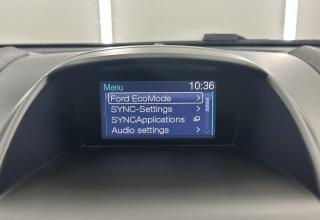 Menu 10:36
Ford EcoMode
SYNC-Settings
SYNCApplications
Audio settings